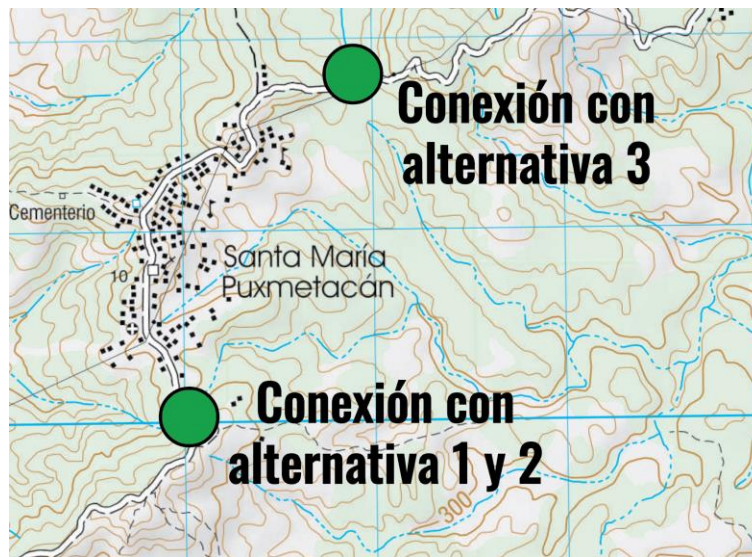 Conexión con
alternativa 3
Cementerio
Santa María
Puxmetacán
10
Conexión con
alternativa 1 y 2
300